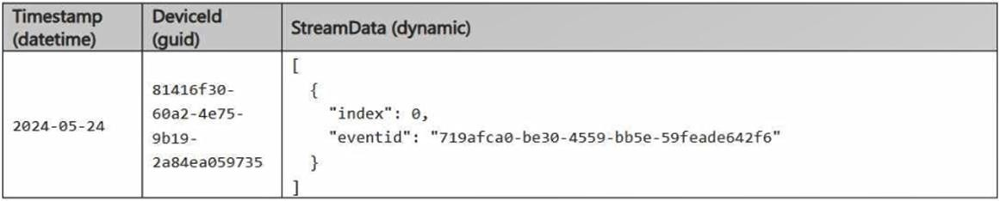 Timestamp
(datetime)
DeviceId
(guid)
StreamData (dynamic)
2024-05-24
81416f30-
60a2-4e75-
9b19-
2a84ea059735
[
{
"index": 0,
"eventid": "719afca0-be30-4559-bb5e-59feade642f6"
}
]